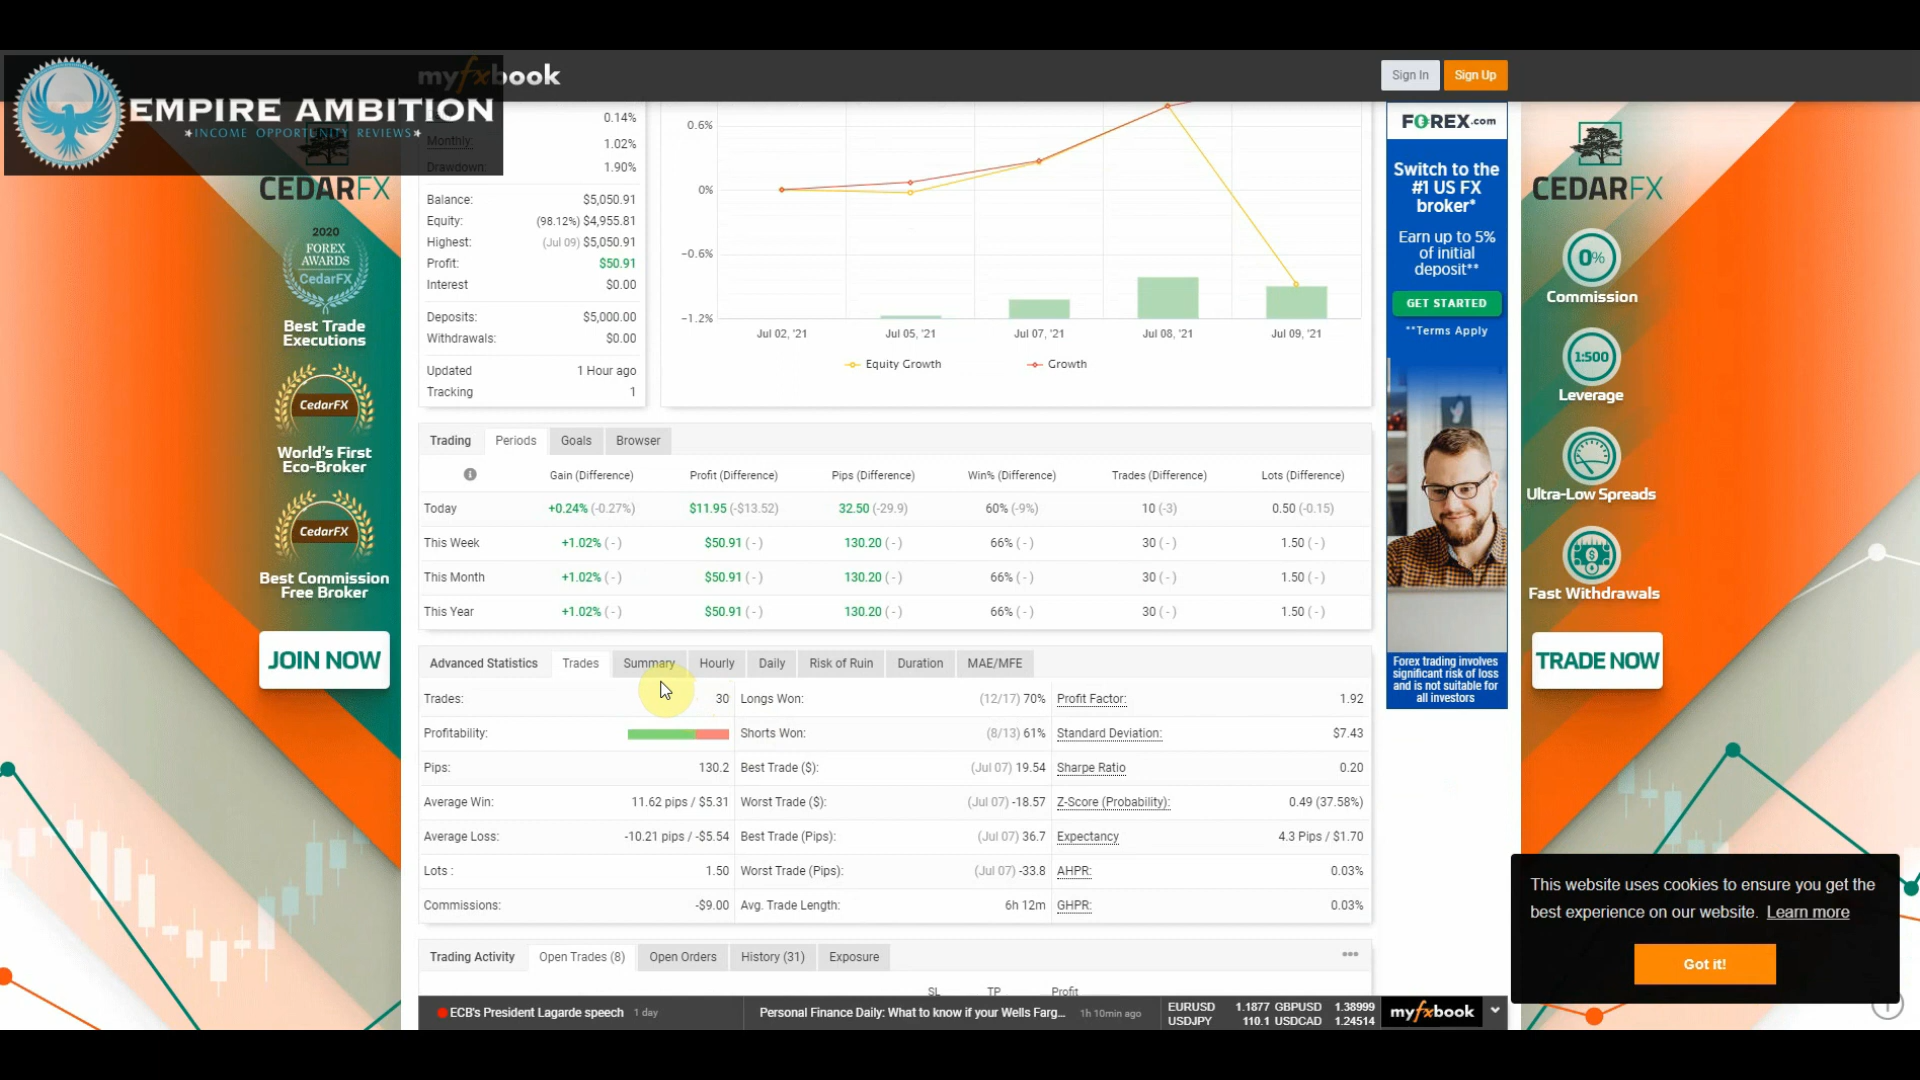 myfxbook
Sign In
Sign Up
EMPIRE AMBITION
★INCOME OPPORTUNITY REVIEWS★
CEDARFX
2020
FOREX
AWARDS
CedarFX
Best Trade
Executions
CedarFX
World's First
Eco-Broker
CedarFX
Best Commission
Free Broker
JOIN NOW
0.14%
Monthly: 1.02%
Drawdown: 1.90%
Balance: $5,050.91
Equity: (98.12%) $4,955.81
Highest: (Jul 09) $5,050.91
Profit: $50.91
Interest $0.00
Deposits: $5,000.00
Withdrawals: $0.00
Updated 1 Hour ago
Tracking 1
0.6%
0%
−0.6%
−1.2%
Jul 02, '21 Jul 05, '21 Jul 07, '21 Jul 08, '21 Jul 09, '21
Equity Growth Growth
Trading Periods Goals Browser
Gain (Difference) Profit (Difference) Pips (Difference) Win% (Difference) Trades (Difference) Lots (Difference)
Today +0.24% (-0.27%) $11.95 (-$13.52) 32.50 (-29.9) 60% (-9%) 10 (-3) 0.50 (-0.15)
This Week +1.02% ( - ) $50.91 ( - ) 130.20 ( - ) 66% ( - ) 30 ( - ) 1.50 ( - )
This Month +1.02% ( - ) $50.91 ( - ) 130.20 ( - ) 66% ( - ) 30 ( - ) 1.50 ( - )
This Year +1.02% ( - ) $50.91 ( - ) 130.20 ( - ) 66% ( - ) 30 ( - ) 1.50 ( - )
Advanced Statistics Trades Summary Hourly Daily Risk of Ruin Duration MAE/MFE
Trades: 30 Longs Won: (12/17) 70% Profit Factor: 1.92
Profitability: Shorts Won: (8/13) 61% Standard Deviation: $7.43
Pips: 130.2 Best Trade ($): (Jul 07) 19.54 Sharpe Ratio 0.20
Average Win: 11.62 pips / $5.31 Worst Trade ($): (Jul 07) -18.57 Z-Score (Probability): 0.49 (37.58%)
Average Loss: -10.21 pips / -$5.54 Best Trade (Pips): (Jul 07) 36.7 Expectancy 4.3 Pips / $1.70
Lots : 1.50 Worst Trade (Pips): (Jul 07) -33.8 AHPR: 0.03%
Commissions: -$9.00 Avg. Trade Length: 6h 12m GHPR: 0.03%
Trading Activity Open Trades (8) Open Orders History (31) Exposure
SL TP Profit
ECB's President Lagarde speech 1 day
Personal Finance Daily: What to know if your Wells Farg... 1h 10min ago
EURUSD 1.1877 GBPUSD 1.38999
USDJPY 110.1 USDCAD 1.24514
myfxbook
FOREX.com
Switch to the
#1 US FX
broker*
Earn up to 5%
of initial
deposit**
GET STARTED
**Terms Apply
Forex trading involves
significant risk of loss
and is not suitable for
all investors
CEDARFX
0%
Commission
1:500
Leverage
Ultra-Low Spreads
Fast Withdrawals
TRADE NOW
This website uses cookies to ensure you get the
best experience on our website. Learn more
Got it!